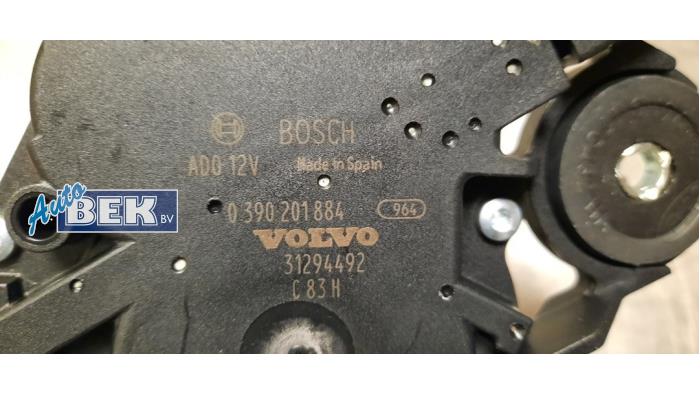 BOSCH
ADO 12V Made in Spain
0 390 201 884 964
VOLVO
31294492
C 83 H
Auto
BEK BV